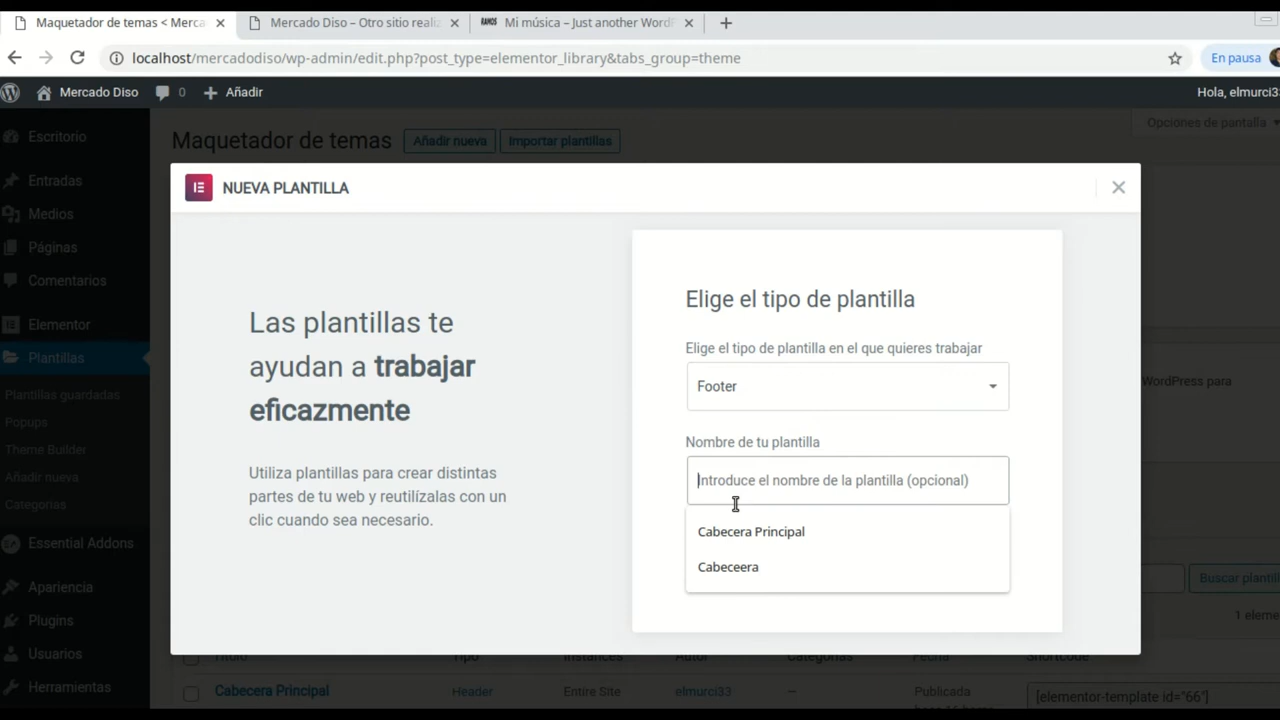 Maquetador de temas < Merca
Mercado Diso – Otro sitio realiz
RAMOS Mi música – Just another WordP
localhost/mercadodiso/wp-admin/edit.php?post_type=elementor_library&tabs_group=theme
En pausa
Mercado Diso 0 Añadir
Hola, elmurci33
Escritorio
Entradas
Medios
Páginas
Comentarios
Elementor
Plantillas
Plantillas guardadas
Popups
Theme Builder
Añadir nueva
Categorías
Essential Addons
Apariencia
Plugins
Usuarios
Herramientas
Maquetador de temas Añadir nueva Importar plantillas
Opciones de pantalla
NUEVA PLANTILLA
Las plantillas te
ayudan a trabajar
eficazmente
Utiliza plantillas para crear distintas
partes de tu web y reutilízalas con un
clic cuando sea necesario.
Elige el tipo de plantilla
Elige el tipo de plantilla en el que quieres trabajar
Footer
Nombre de tu plantilla
Introduce el nombre de la plantilla (opcional)
Cabecera Principal
Cabeceera
WordPress para
Buscar plantill
1 eleme
Título Tipo Instances Autor Categorías Fecha Shortcode
Cabecera Principal Header Entire Site elmurci33 — Publicada [elementor-template id="66"]